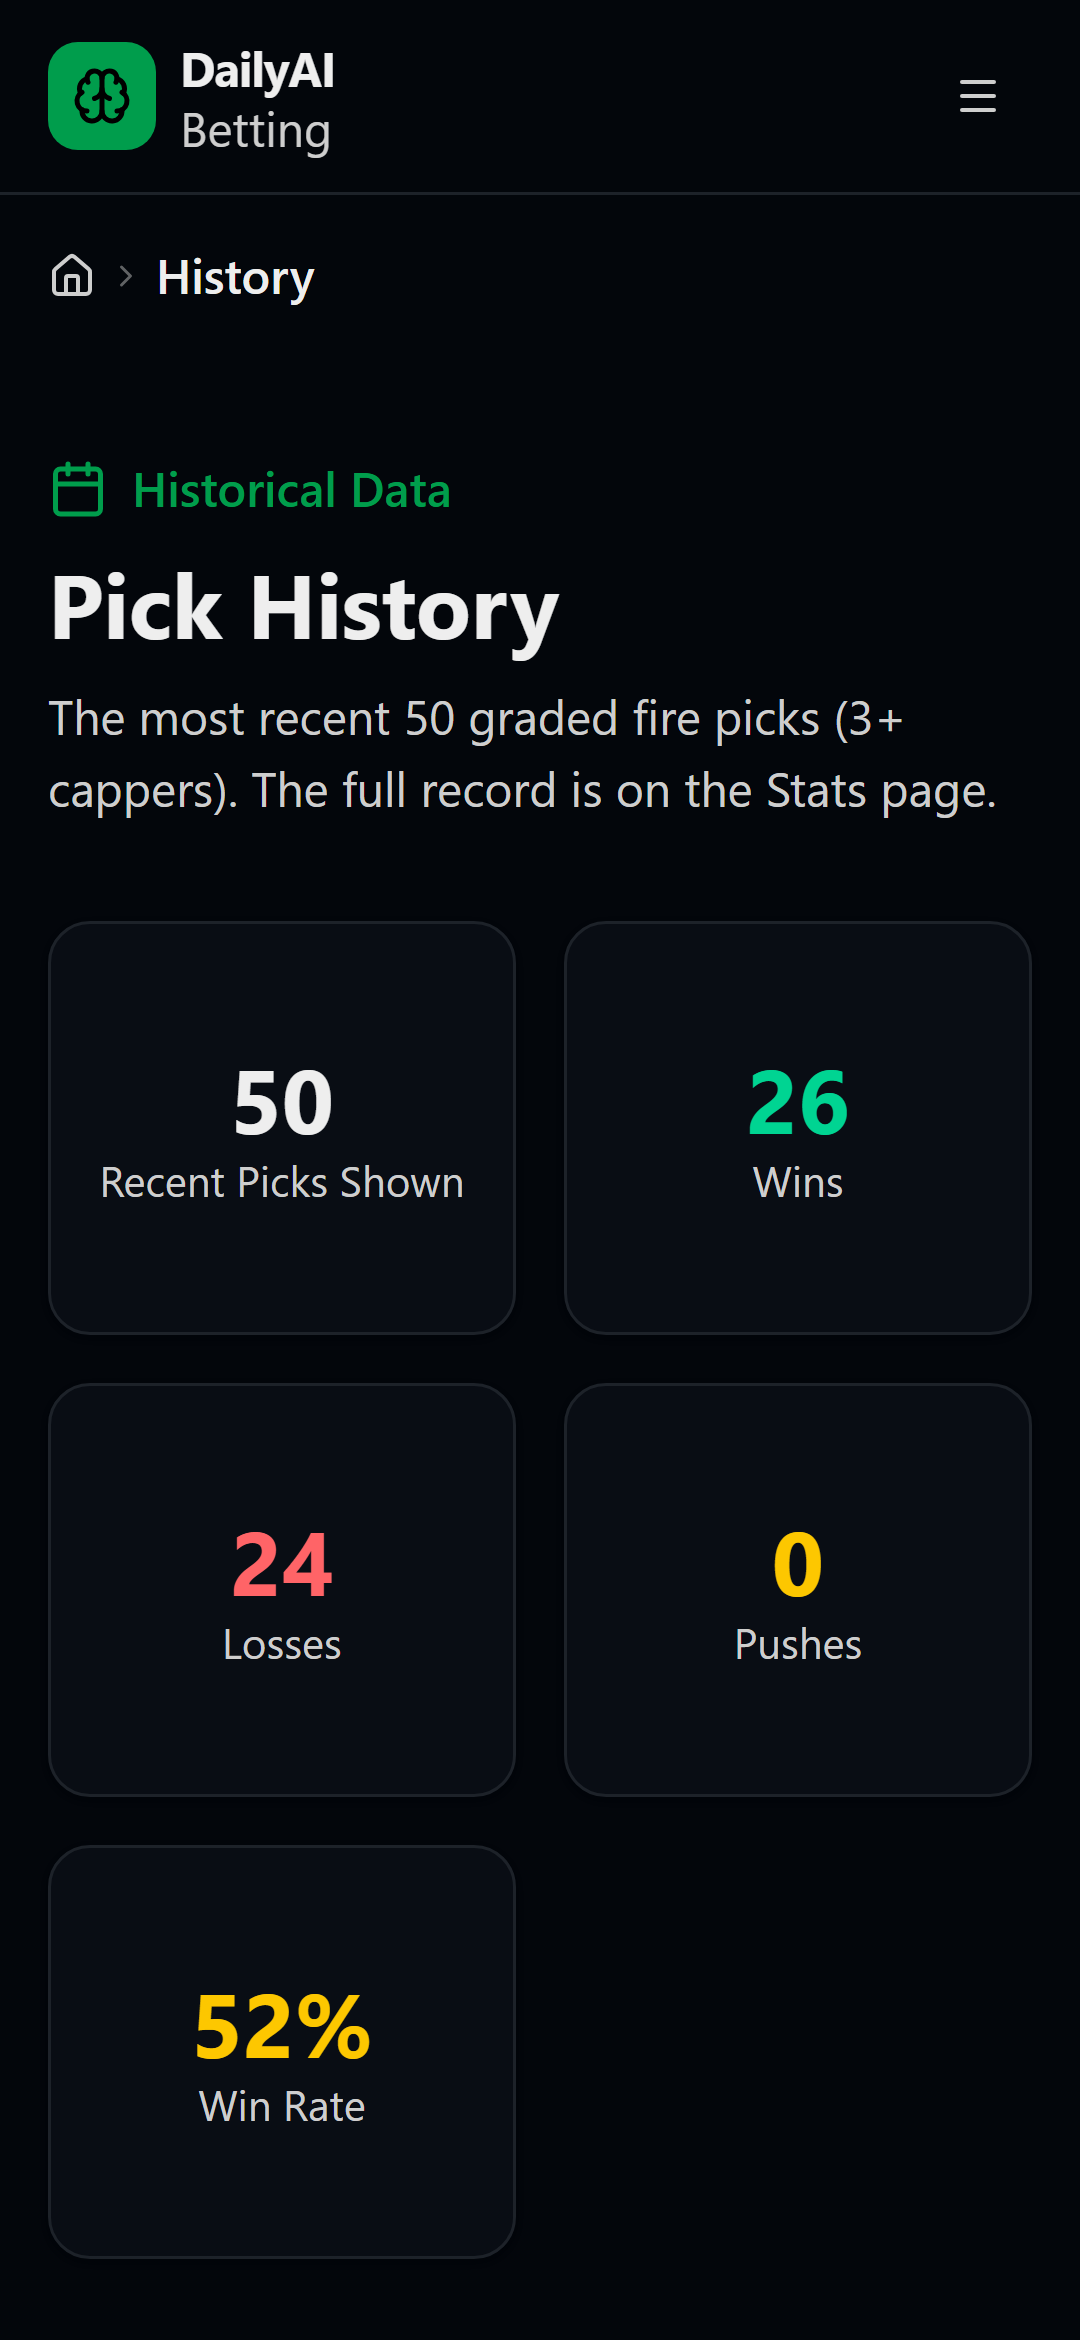 DailyAI
Betting
History
Historical Data
Pick History
The most recent 50 graded fire picks (3+
cappers). The full record is on the Stats page.
50
Recent Picks Shown
26
Wins
24
Losses
0
Pushes
52%
Win Rate